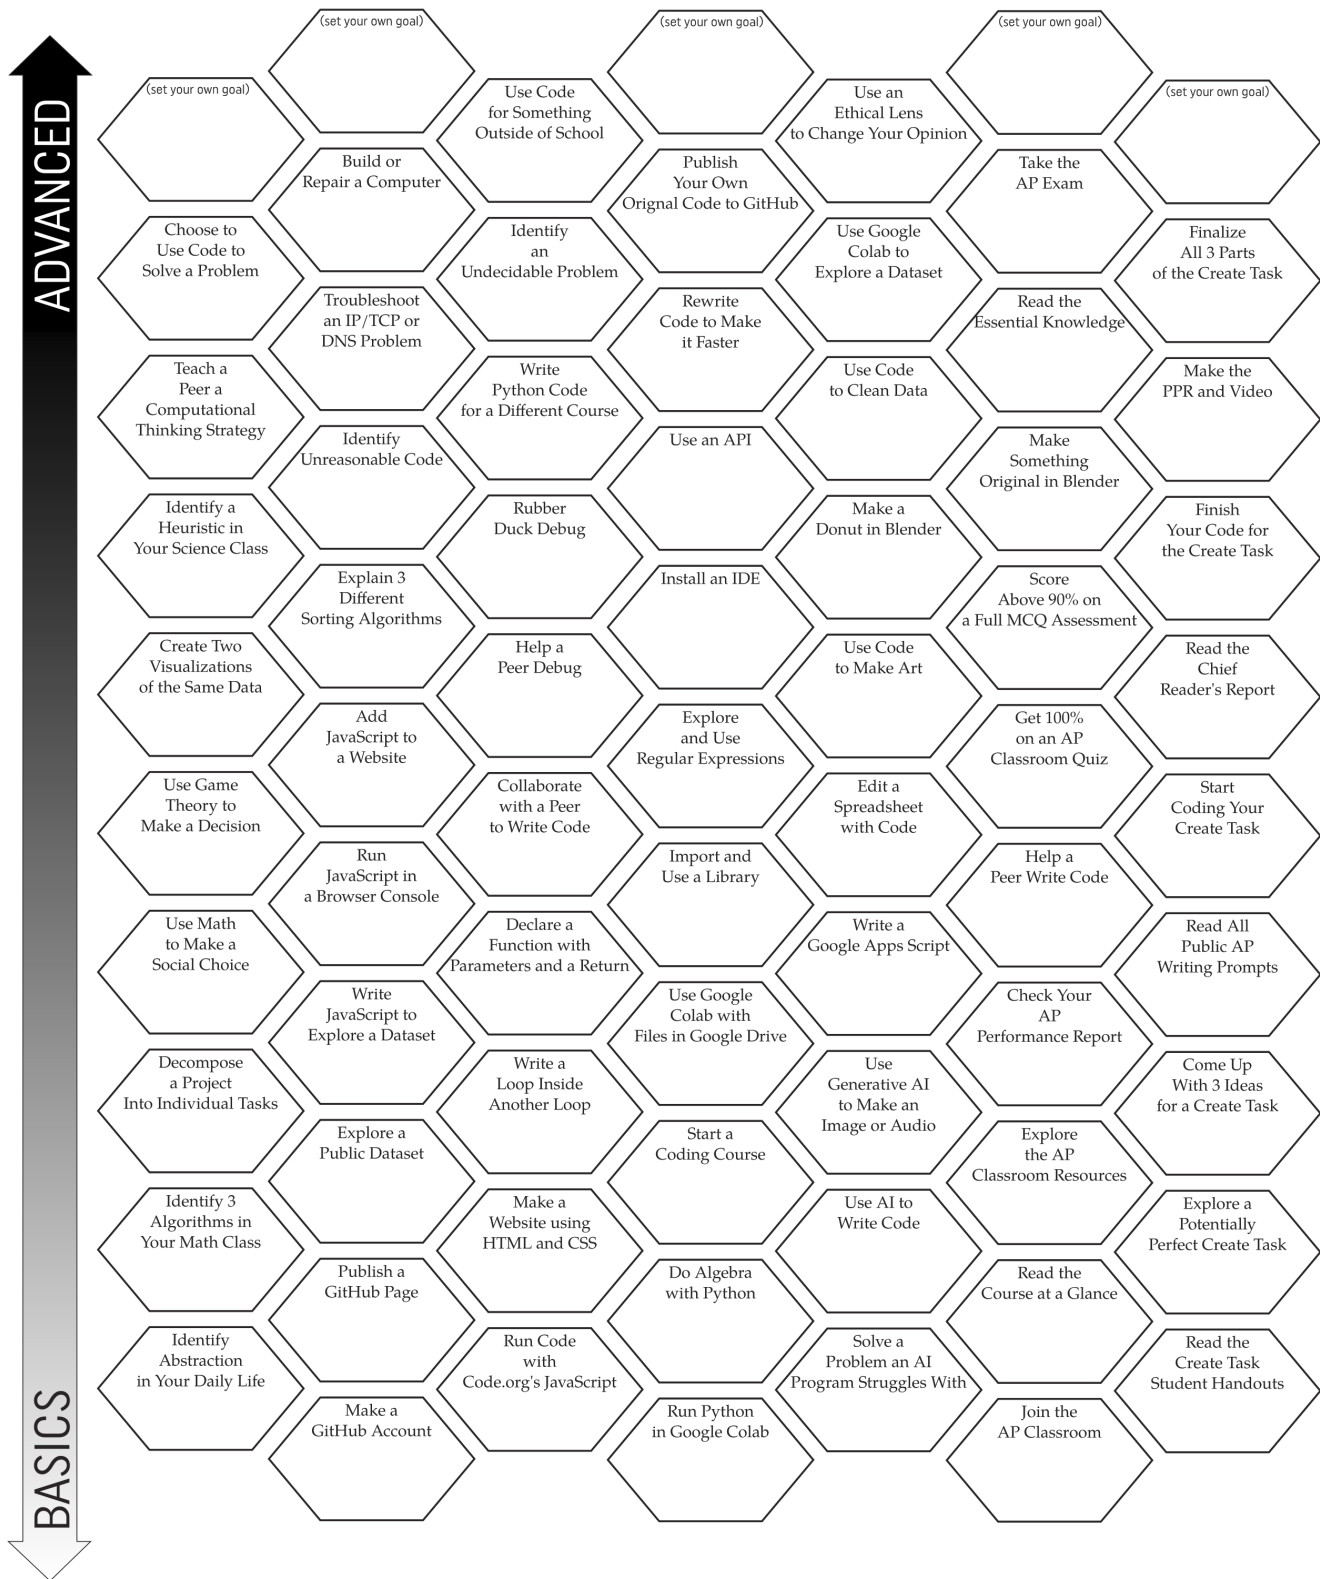 ADVANCED
BASICS
(set your own goal)
(set your own goal)
(set your own goal)
(set your own goal)
Use Code
for Something
Outside of School
Use an
Ethical Lens
to Change Your Opinion
(set your own goal)
Build or
Repair a Computer
Publish
Your Own
Orignal Code to GitHub
Take the
AP Exam
Choose to
Use Code to
Solve a Problem
Identify
an
Undecidable Problem
Use Google
Colab to
Explore a Dataset
Finalize
All 3 Parts
of the Create Task
Troubleshoot
an IP/TCP or
DNS Problem
Rewrite
Code to Make
it Faster
Read the
Essential Knowledge
Teach a
Peer a
Computational
Thinking Strategy
Write
Python Code
for a Different Course
Use Code
to Clean Data
Make the
PPR and Video
Identify
Unreasonable Code
Use an API
Make
Something
Original in Blender
Identify a
Heuristic in
Your Science Class
Rubber
Duck Debug
Make a
Donut in Blender
Finish
Your Code for
the Create Task
Explain 3
Different
Sorting Algorithms
Install an IDE
Score
Above 90% on
a Full MCQ Assessment
Create Two
Visualizations
of the Same Data
Help a
Peer Debug
Use Code
to Make Art
Read the
Chief
Reader's Report
Add
JavaScript to
a Website
Explore
and Use
Regular Expressions
Get 100%
on an AP
Classroom Quiz
Use Game
Theory to
Make a Decision
Collaborate
with a Peer
to Write Code
Edit a
Spreadsheet
with Code
Start
Coding Your
Create Task
Run
JavaScript in
a Browser Console
Import and
Use a Library
Help a
Peer Write Code
Use Math
to Make a
Social Choice
Declare a
Function with
Parameters and a Return
Write a
Google Apps Script
Read All
Public AP
Writing Prompts
Write
JavaScript to
Explore a Dataset
Use Google
Colab with
Files in Google Drive
Check Your
AP
Performance Report
Decompose
a Project
Into Individual Tasks
Write a
Loop Inside
Another Loop
Use
Generative AI
to Make an
Image or Audio
Come Up
With 3 Ideas
for a Create Task
Explore a
Public Dataset
Start a
Coding Course
Explore
the AP
Classroom Resources
Identify 3
Algorithms in
Your Math Class
Make a
Website using
HTML and CSS
Use AI to
Write Code
Explore a
Potentially
Perfect Create Task
Publish a
GitHub Page
Do Algebra
with Python
Read the
Course at a Glance
Identify
Abstraction
in Your Daily Life
Run Code
with
Code.org's JavaScript
Solve a
Problem an AI
Program Struggles With
Read the
Create Task
Student Handouts
Make a
GitHub Account
Run Python
in Google Colab
Join the
AP Classroom